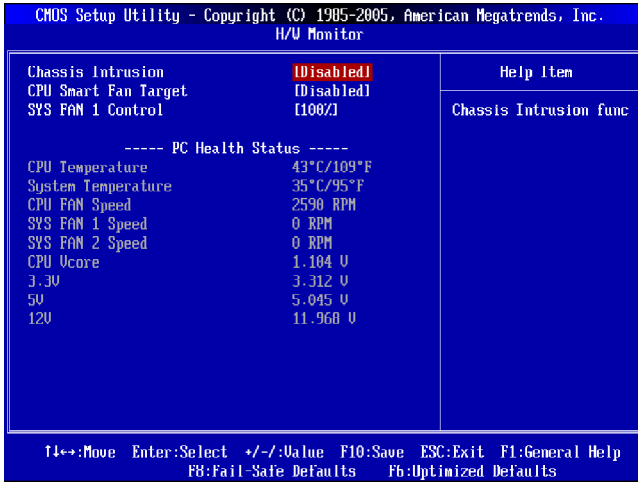 CMOS Setup Utility - Copyright (C) 1985-2005, American Megatrends, Inc.
H/W Monitor
Chassis Intrusion [Disabled]
CPU Smart Fan Target [Disabled]
SYS FAN 1 Control [100%]
----- PC Health Status -----
CPU Temperature 43°C/109°F
System Temperature 35°C/95°F
CPU FAN Speed 2590 RPM
SYS FAN 1 Speed 0 RPM
SYS FAN 2 Speed 0 RPM
CPU Vcore 1.104 V
3.3V 3.312 V
5V 5.045 V
12V 11.968 V
Help Item
Chassis Intrusion func
↑↓↔:Move Enter:Select +/-/:Value F10:Save ESC:Exit F1:General Help
F8:Fail-Safe Defaults F6:Optimized Defaults